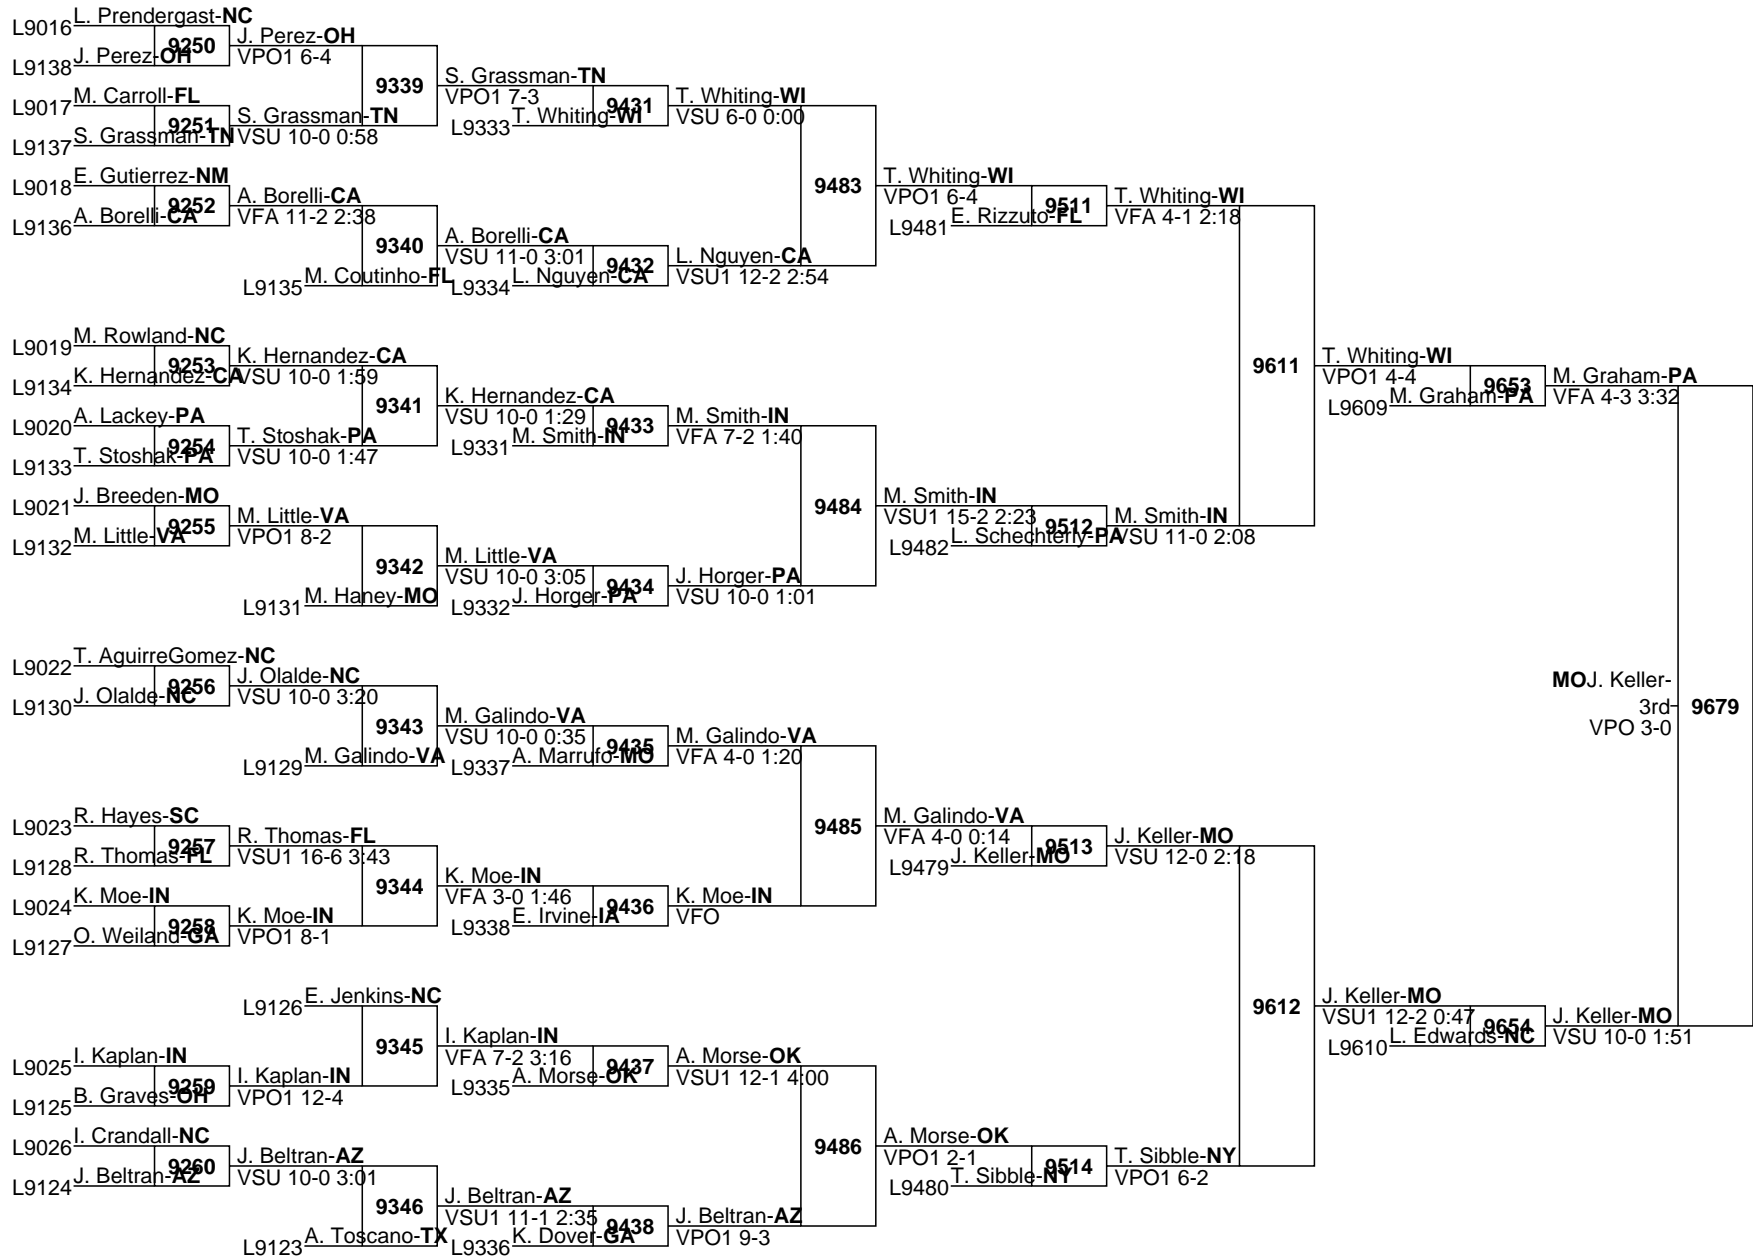 L9016 L. Prendergast-NC
9250
L9138 J. Perez-OH
J. Perez-OH
VPO1 6-4
L9017 M. Carroll-FL
9251
L9137 S. Grassman-TN
S. Grassman-TN
VSU 10-0 0:58
9339
S. Grassman-TN
VPO1 7-3
L9333 T. Whiting-WI
9431
T. Whiting-WI
VSU 6-0 0:00
L9018 E. Gutierrez-NM
9252
L9136 A. Borelli-CA
A. Borelli-CA
VFA 11-2 2:38
9340
L9135 M. Coutinho-FL
A. Borelli-CA
VSU 11-0 3:01
L9334 L. Nguyen-CA
9432
L. Nguyen-CA
VSU1 12-2 2:54
9483
T. Whiting-WI
VPO1 6-4
L9481 E. Rizzuto-FL
9511
T. Whiting-WI
VFA 4-1 2:18
L9019 M. Rowland-NC
9253
L9134 K. Hernandez-CA
K. Hernandez-CA
VSU 10-0 1:59
L9020 A. Lackey-PA
9254
L9133 T. Stoshak-PA
T. Stoshak-PA
VSU 10-0 1:47
9341
K. Hernandez-CA
VSU 10-0 1:29
L9331 M. Smith-IN
9433
M. Smith-IN
VFA 7-2 1:40
L9021 J. Breeden-MO
9255
L9132 M. Little-VA
M. Little-VA
VPO1 8-2
9342
L9131 M. Haney-MO
M. Little-VA
VSU 10-0 3:05
L9332 J. Horger-PA
9434
J. Horger-PA
VSU 10-0 1:01
9484
M. Smith-IN
VSU1 15-2 2:23
L9482 L. Schechterly-PA
9512
M. Smith-IN
VSU 11-0 2:08
9611
T. Whiting-WI
VPO1 4-4
L9609 M. Graham-PA
9653
M. Graham-PA
VFA 4-3 3:32
L9022 T. AguirreGomez-NC
9256
L9130 J. Olalde-NC
J. Olalde-NC
VSU 10-0 3:20
9343
L9129 M. Galindo-VA
M. Galindo-VA
VSU 10-0 0:35
L9337 A. Marrufo-MO
9435
M. Galindo-VA
VFA 4-0 1:20
L9023 R. Hayes-SC
9257
L9128 R. Thomas-FL
R. Thomas-FL
VSU1 16-6 3:43
L9024 K. Moe-IN
9258
L9127 O. Weiland-GA
K. Moe-IN
VPO1 8-1
9344
K. Moe-IN
VFA 3-0 1:46
L9338 E. Irvine-IA
9436
K. Moe-IN
VFO
9485
M. Galindo-VA
VFA 4-0 0:14
L9479 J. Keller-MO
9513
J. Keller-MO
VSU 12-0 2:18
L9126 E. Jenkins-NC
L9025 I. Kaplan-IN
9259
L9125 B. Graves-OH
I. Kaplan-IN
VPO1 12-4
9345
I. Kaplan-IN
VFA 7-2 3:16
L9335 A. Morse-OK
9437
A. Morse-OK
VSU1 12-1 4:00
L9026 I. Crandall-NC
9260
L9124 J. Beltran-AZ
J. Beltran-AZ
VSU 10-0 3:01
9346
L9123 A. Toscano-TX
J. Beltran-AZ
VSU1 11-1 2:35
L9336 K. Dover-GA
9438
J. Beltran-AZ
VPO1 9-3
9486
A. Morse-OK
VPO1 2-1
L9480 T. Sibble-NY
9514
T. Sibble-NY
VPO1 6-2
9612
J. Keller-MO
VSU1 12-2 0:47
L9610 L. Edwards-NC
9654
J. Keller-MO
VSU 10-0 1:51
MOJ. Keller-
3rd
VPO 3-0
9679